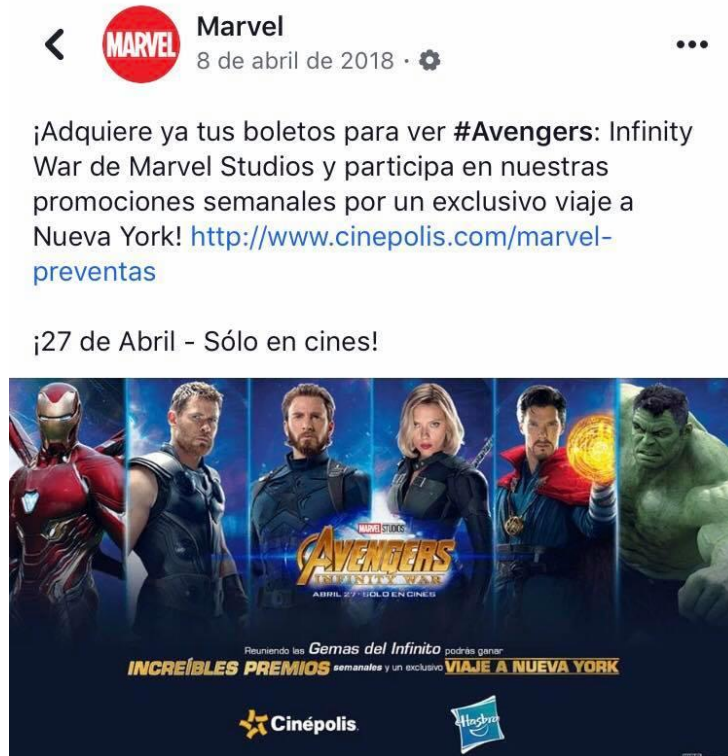 MARVEL
Marvel
8 de abril de 2018 ·
¡Adquiere ya tus boletos para ver #Avengers: Infinity
War de Marvel Studios y participa en nuestras
promociones semanales por un exclusivo viaje a
Nueva York! http://www.cinepolis.com/marvel-
preventas
¡27 de Abril - Sólo en cines!
MARVEL STUDIOS
AVENGERS
INFINITY WAR
ABRIL 27 · SOLO EN CINES
Reuniendo las Gemas del Infinito podrás ganar
INCREÍBLES PREMIOS semanales y un exclusivo VIAJE A NUEVA YORK
Cinépolis.
Hasbro